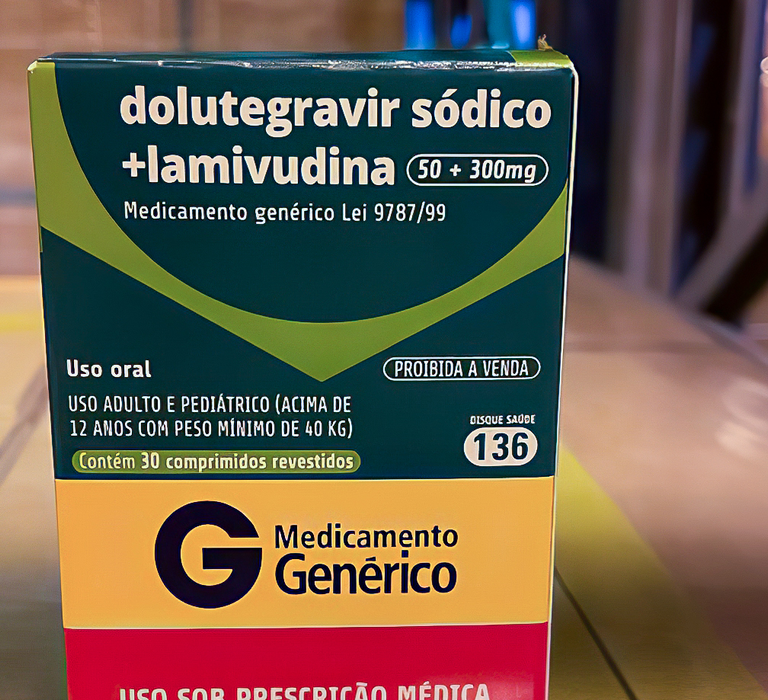 dolutegravir sódico
+lamivudina 50 + 300mg
Medicamento genérico Lei 9787/99
Uso oral
PROIBIDA A VENDA
USO ADULTO E PEDIÁTRICO (ACIMA DE
12 ANOS COM PESO MÍNIMO DE 40 KG)
DISQUE SAÚDE
136
Contém 30 comprimidos revestidos
G Medicamento
Genérico
USO SOB PRESCRIÇÃO MÉDICA